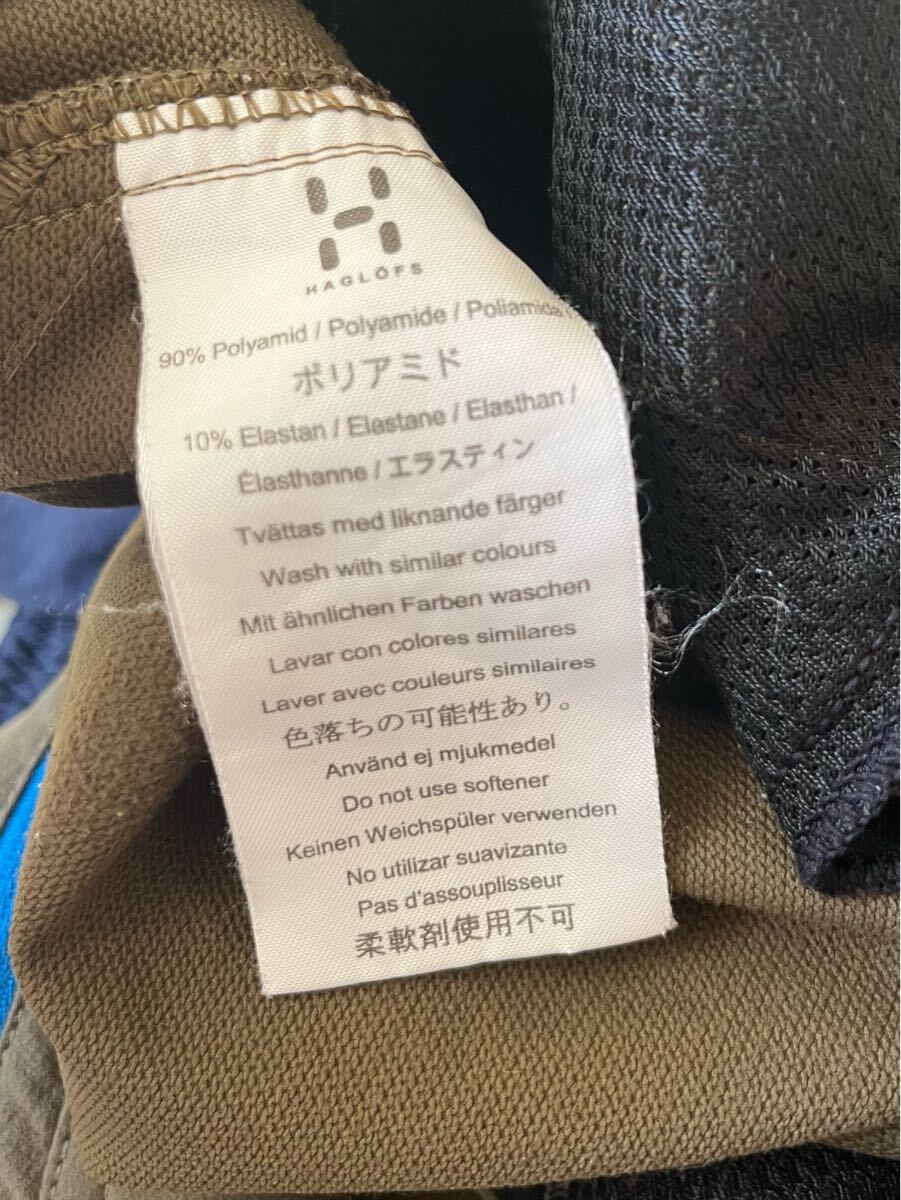 HAGLÖFS
90% Polyamid / Polyamide / Poliamida
ポリアミド
10% Elastan / Elastane / Elasthan /
Élasthanne / エラスティン
Tvättas med liknande färger
Wash with similar colours
Mit ähnlichen Farben waschen
Lavar con colores similares
Laver avec couleurs similaires
色落ちの可能性あり。
Använd ej mjukmedel
Do not use softener
Keinen Weichspüler verwenden
No utilizar suavizante
Pas d'assouplisseur
柔軟剤使用不可